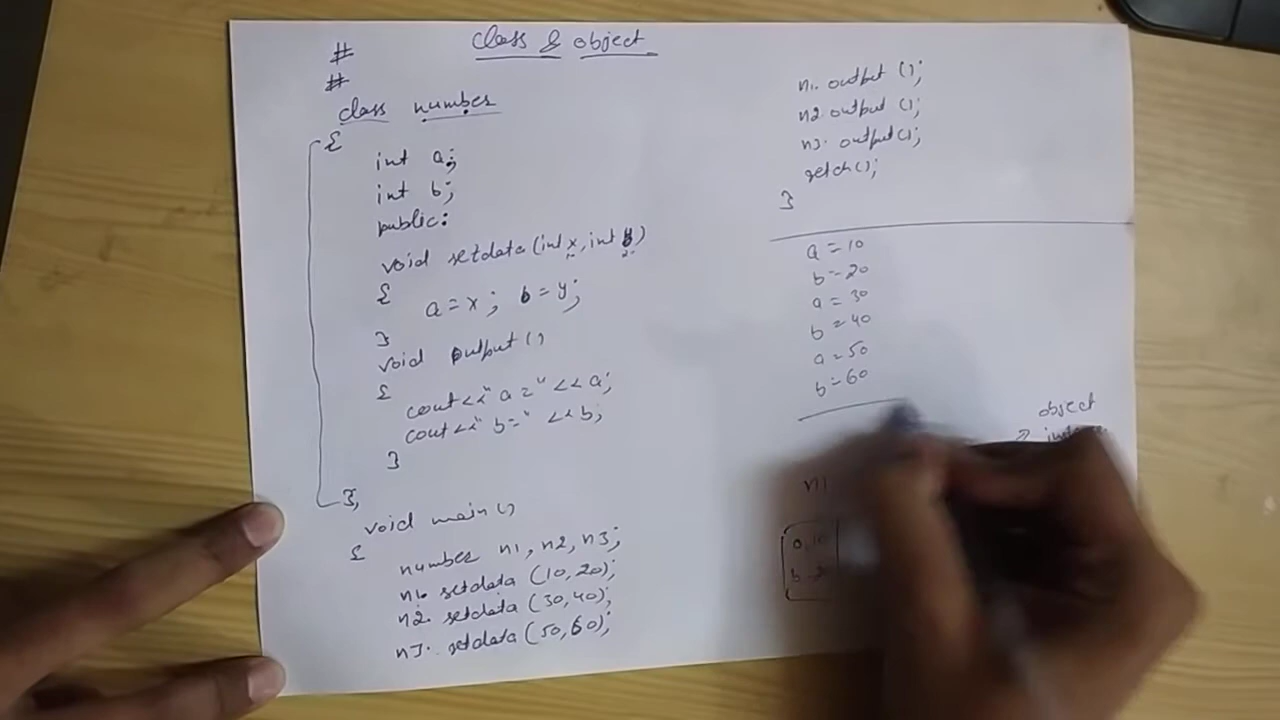 class & object
#
#
class number
{
int a;
int b;
public:
void setdata(int x, int y)
{ a = x ; b = y;
}
void output()
{
cout<<"a="<<a;
cout<<"b="<<b;
}
};
void main()
{
number n1, n2, n3;
n1. setdata (10,20);
n2. setdata (30,40);
n3. setdata (50,60);
n1. output ();
n2. output ();
n3. output();
getch();
}
a = 10
b = 20
a = 30
b = 40
a = 50
b = 60
object
n1
a
b